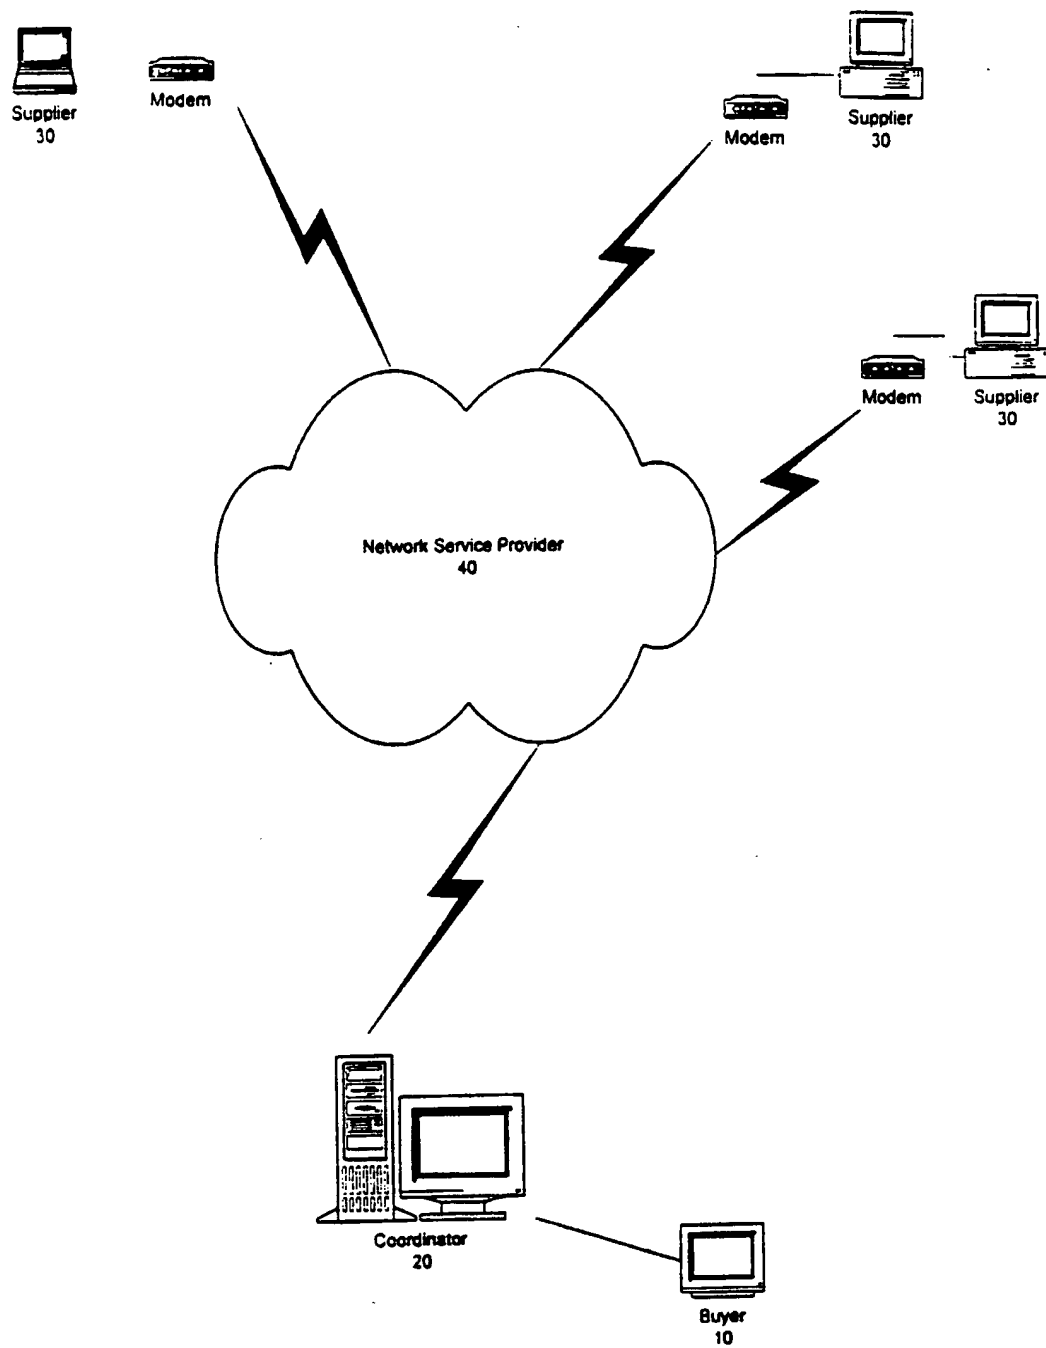 Supplier
30
Modem
Modem
Supplier
30
Modem
Supplier
30
Network Service Provider
40
Coordinator
20
Buyer
10